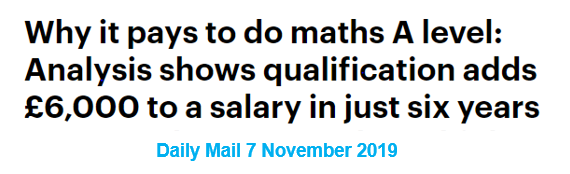 Why it pays to do maths A level:
Analysis shows qualification adds
£6,000 to a salary in just six years
Daily Mail 7 November 2019